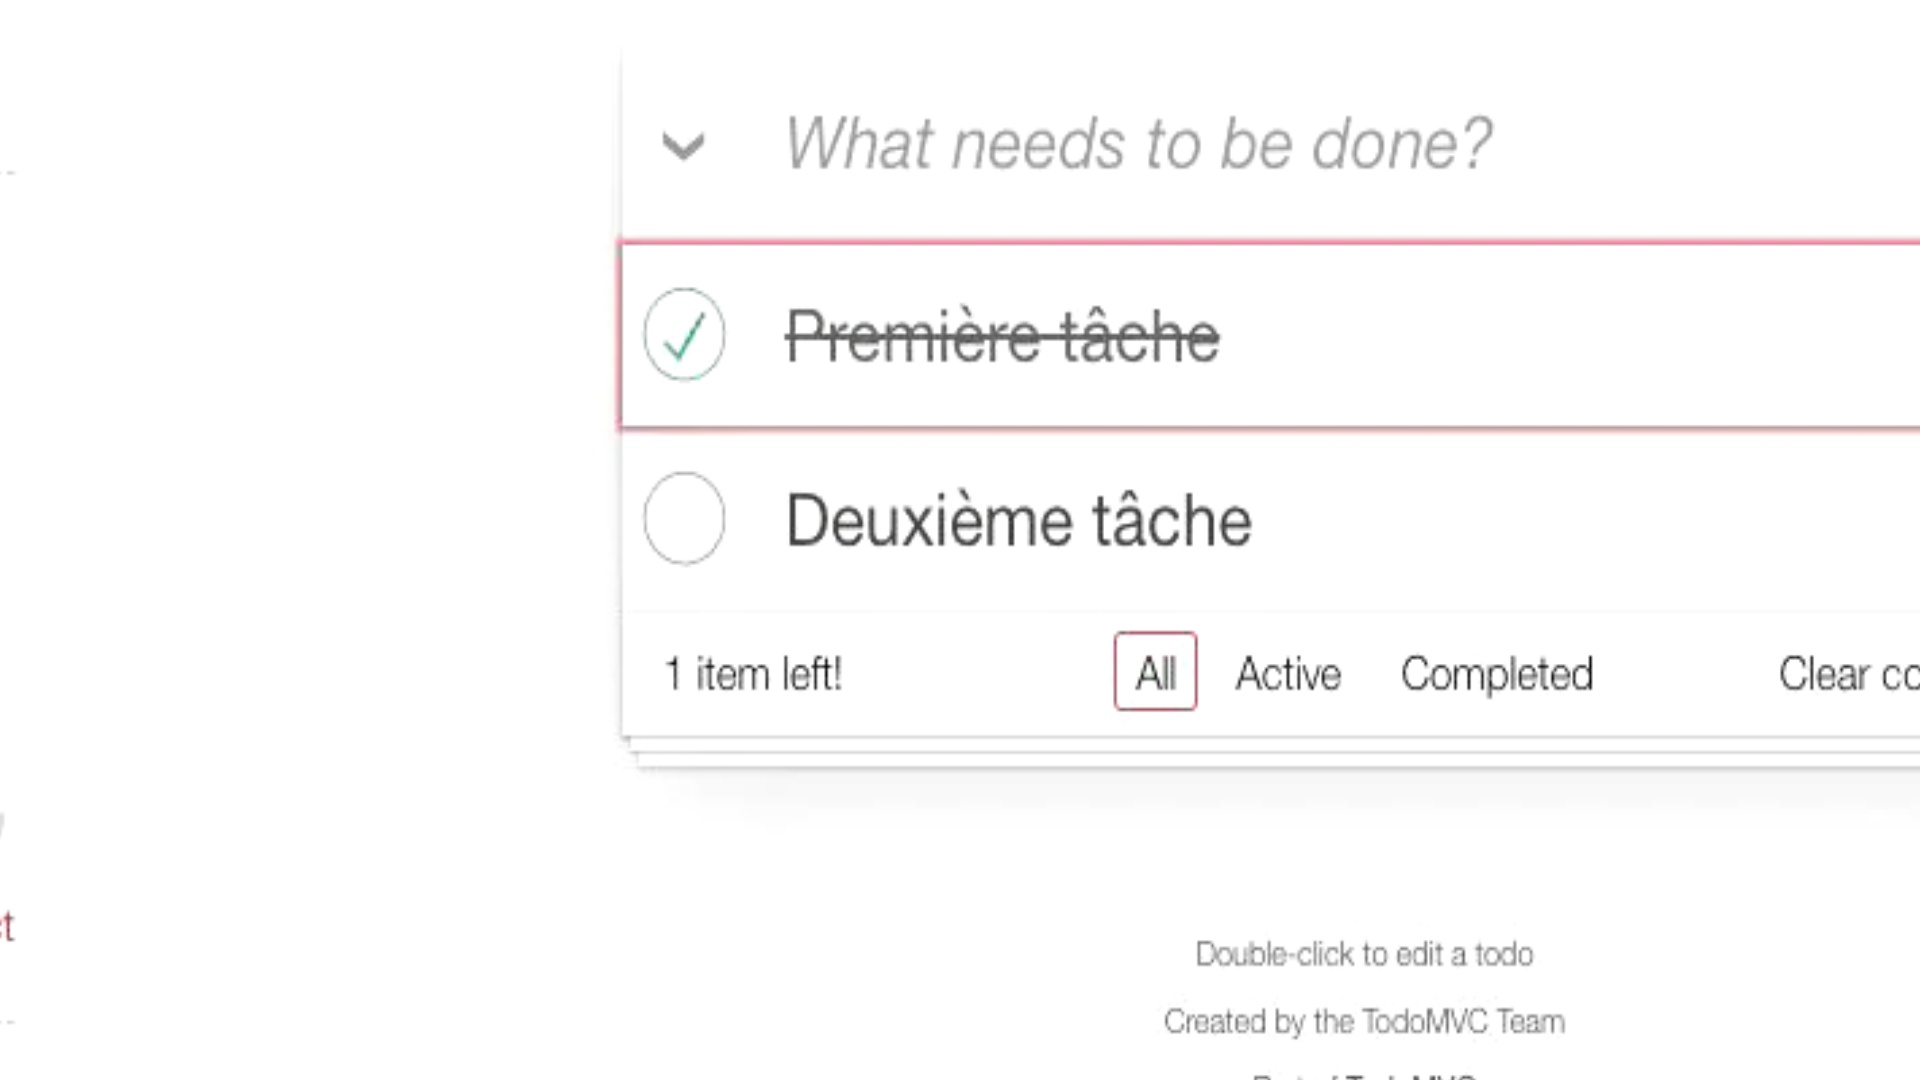 What needs to be done?
Première tâche
Deuxième tâche
1 item left! All Active Completed Clear
Double-click to edit a todo
Created by the TodoMVC Team